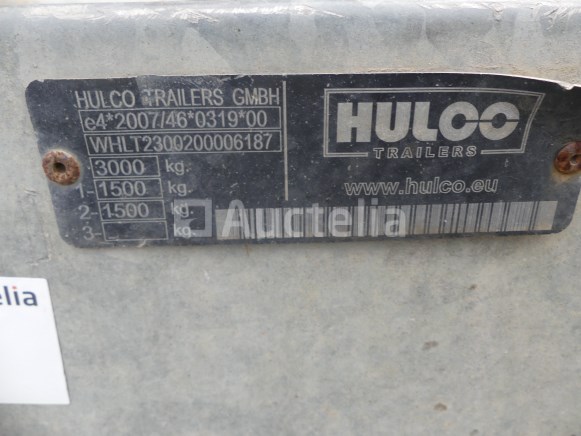 HULCO TRAILERS GMBH
e4*2007/46*0319*00
WHLT2300200006187
3000 kg.
1- 1500 kg.
2- 1500 kg.
3- kg.
HULCO
TRAILERS
www.hulco.eu
Auctelia
elia